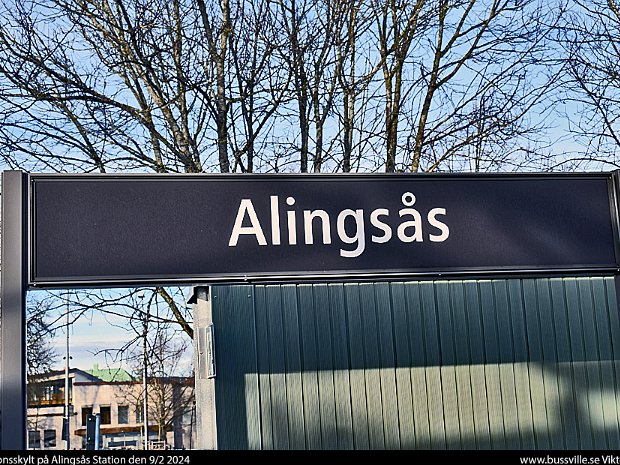 Alingsås
onsskylt på Alingsås Station den 9/2 2024
www.bussville.se Vikt